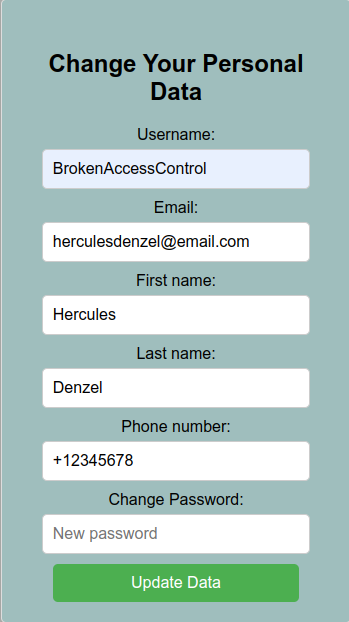 Change Your Personal
Data
Username:
BrokenAccessControl
Email:
herculesdenzel@email.com
First name:
Hercules
Last name:
Denzel
Phone number:
+12345678
Change Password:
New password
Update Data